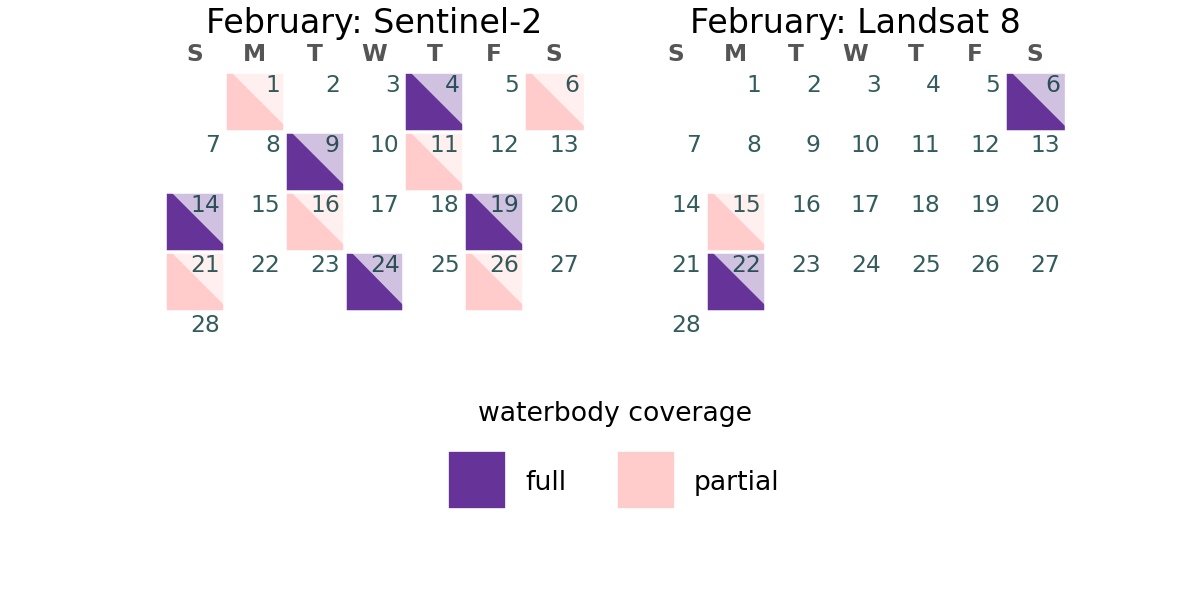 February: Sentinel-2
S M T W T F S
1 2 3 4 5 6
7 8 9 10 11 12 13
14 15 16 17 18 19 20
21 22 23 24 25 26 27
28
February: Landsat 8
S M T W T F S
1 2 3 4 5 6
7 8 9 10 11 12 13
14 15 16 17 18 19 20
21 22 23 24 25 26 27
28
waterbody coverage
full partial